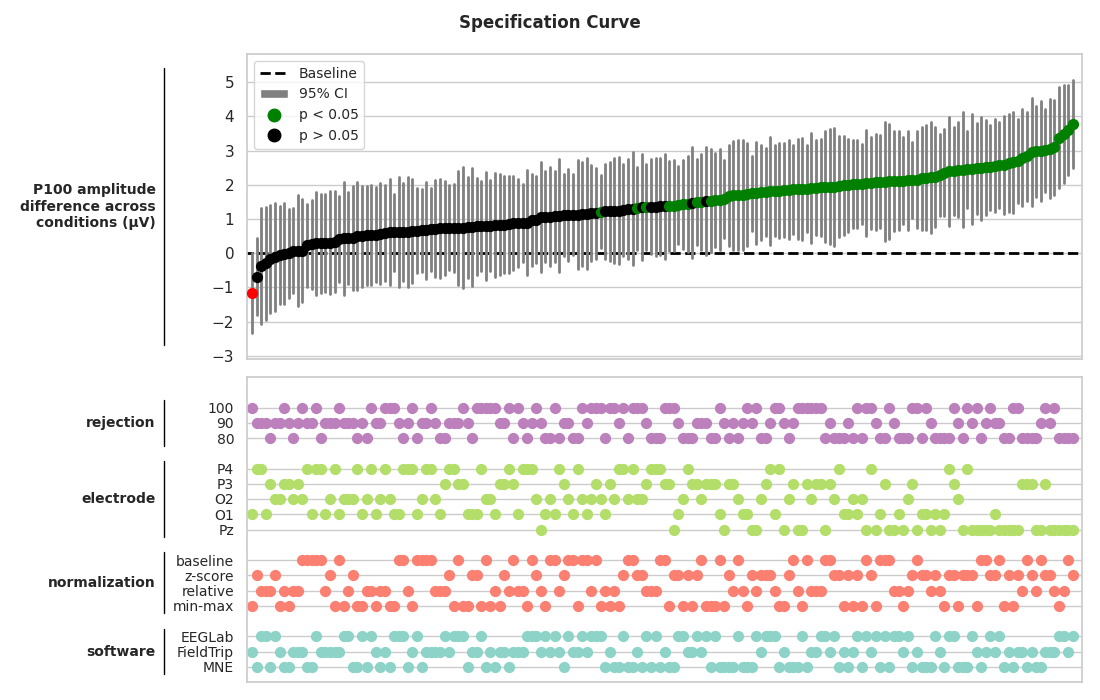 Specification Curve
Baseline
95% CI
p < 0.05
p > 0.05
P100 amplitude
difference across
conditions (μV)
5
4
3
2
1
0
−1
−2
−3
rejection
100
90
80
electrode
P4
P3
O2
O1
Pz
normalization
baseline
z-score
relative
min-max
software
EEGLab
FieldTrip
MNE